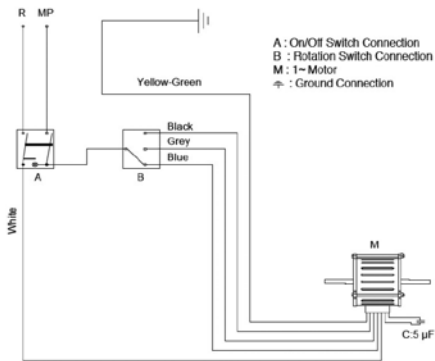 R MP
A : On/Off Switch Connection
B : Rotation Switch Connection
M : 1~ Motor
: Ground Connection
Yellow-Green
Black
Grey
Blue
A
B
White
M
C:5 µF